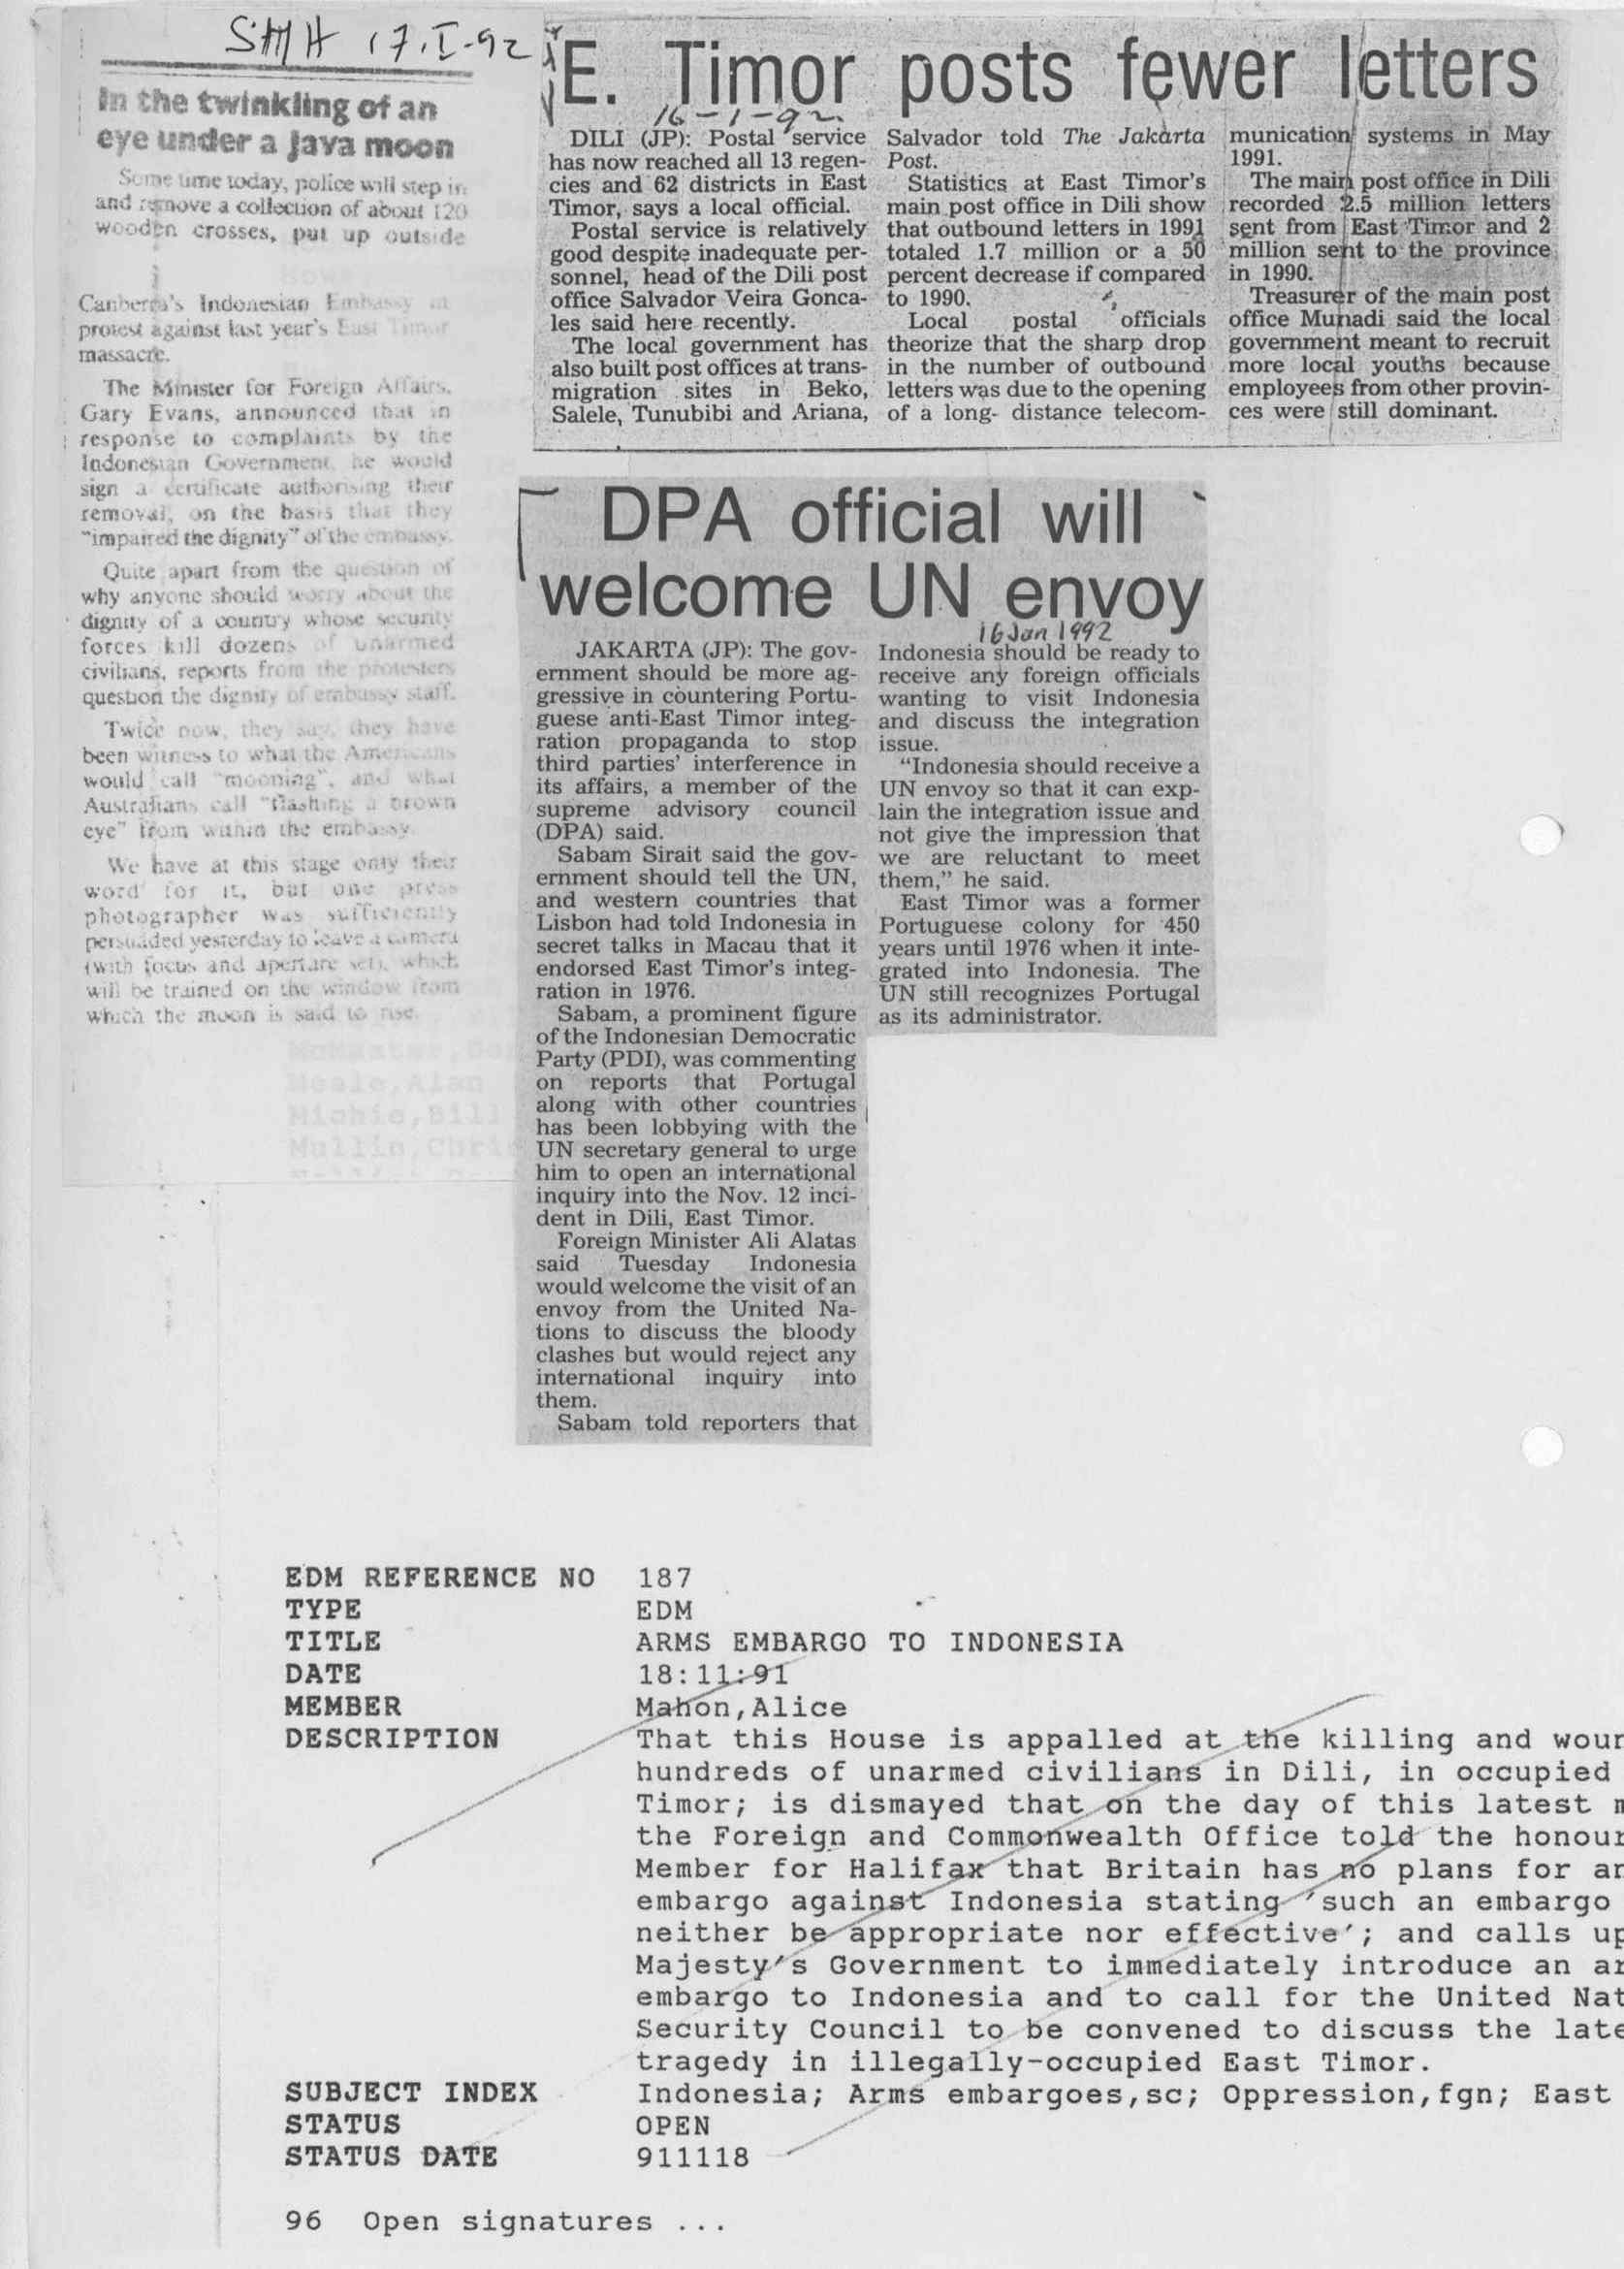 SMH 17.I-92
In the twinkling of an
eye under a Java moon
Some time today, police will step in
and remove a collection of about 120
wooden crosses, put up outside
Canberra's Indonesian Embassy in
protest against last year's East Timor
massacre.
The Minister for Foreign Affairs,
Gary Evans, announced that in
response to complaints by the
Indonesian Government he would
sign a certificate authorising their
removal, on the basis that they
"impaired the dignity" of the embassy.
Quite apart from the question of
why anyone should worry about the
dignity of a country whose security
forces kill dozens of unarmed
civilians, reports from the protesters
question the dignity of embassy staff.
Twice now, they say, they have
been witness to what the Americans
would call "mooning", and what
Australians call "flashing a brown
eye" from within the embassy.
We have at this stage only their
word for it, but one press
photographer was sufficiently
persuaded yesterday to leave a camera
(with focus and aperture set), which
will be trained on the window from
which the moon is said to rise.
Neale,Alan
Michie,Bill
Mullin,Chris
E. Timor posts fewer letters
16-1-92
DILI (JP): Postal service
has now reached all 13 regen-
cies and 62 districts in East
Timor, says a local official.
Postal service is relatively
good despite inadequate per-
sonnel, head of the Dili post
office Salvador Veira Gonca-
les said here recently.
The local government has
also built post offices at trans-
migration sites in Beko,
Salele, Tunubibi and Ariana,
Salvador told The Jakarta
Post.
Statistics at East Timor's
main post office in Dili show
that outbound letters in 1991
totaled 1.7 million or a 50
percent decrease if compared
to 1990.
Local postal officials
theorize that the sharp drop
in the number of outbound
letters was due to the opening
of a long- distance telecom-
munication systems in May
1991.
The main post office in Dili
recorded 2.5 million letters
sent from East Timor and 2
million sent to the province
in 1990.
Treasurer of the main post
office Munadi said the local
government meant to recruit
more local youths because
employees from other provin-
ces were still dominant.
DPA official will
welcome UN envoy
16 Jan 1992
JAKARTA (JP): The gov-
ernment should be more ag-
gressive in countering Portu-
guese anti-East Timor integ-
ration propaganda to stop
third parties' interference in
its affairs, a member of the
supreme advisory council
(DPA) said.
Sabam Sirait said the gov-
ernment should tell the UN,
and western countries that
Lisbon had told Indonesia in
secret talks in Macau that it
endorsed East Timor's integ-
ration in 1976.
Sabam, a prominent figure
of the Indonesian Democratic
Party (PDI), was commenting
on reports that Portugal
along with other countries
has been lobbying with the
UN secretary general to urge
him to open an international
inquiry into the Nov. 12 inci-
dent in Dili, East Timor.
Foreign Minister Ali Alatas
said Tuesday Indonesia
would welcome the visit of an
envoy from the United Na-
tions to discuss the bloody
clashes but would reject any
international inquiry into
them.
Sabam told reporters that
Indonesia should be ready to
receive any foreign officials
wanting to visit Indonesia
and discuss the integration
issue.
"Indonesia should receive a
UN envoy so that it can exp-
lain the integration issue and
not give the impression that
we are reluctant to meet
them," he said.
East Timor was a former
Portuguese colony for 450
years until 1976 when it inte-
grated into Indonesia. The
UN still recognizes Portugal
as its administrator.
EDM REFERENCE NO 187
TYPE EDM
TITLE ARMS EMBARGO TO INDONESIA
DATE 18:11:91
MEMBER Mahon,Alice
DESCRIPTION That this House is appalled at the killing and
hundreds of unarmed civilians in Dili, in occupied
Timor; is dismayed that on the day of this latest
the Foreign and Commonwealth Office told the
Member for Halifax that Britain has no plans for
embargo against Indonesia stating 'such an embargo
neither be appropriate nor effective'; and calls
Majesty's Government to immediately introduce an
embargo to Indonesia and to call for the United
Security Council to be convened to discuss the
tragedy in illegally-occupied East Timor.
SUBJECT INDEX Indonesia; Arms embargoes,sc; Oppression,fgn; East
STATUS OPEN
STATUS DATE 911118
96 Open signatures ...